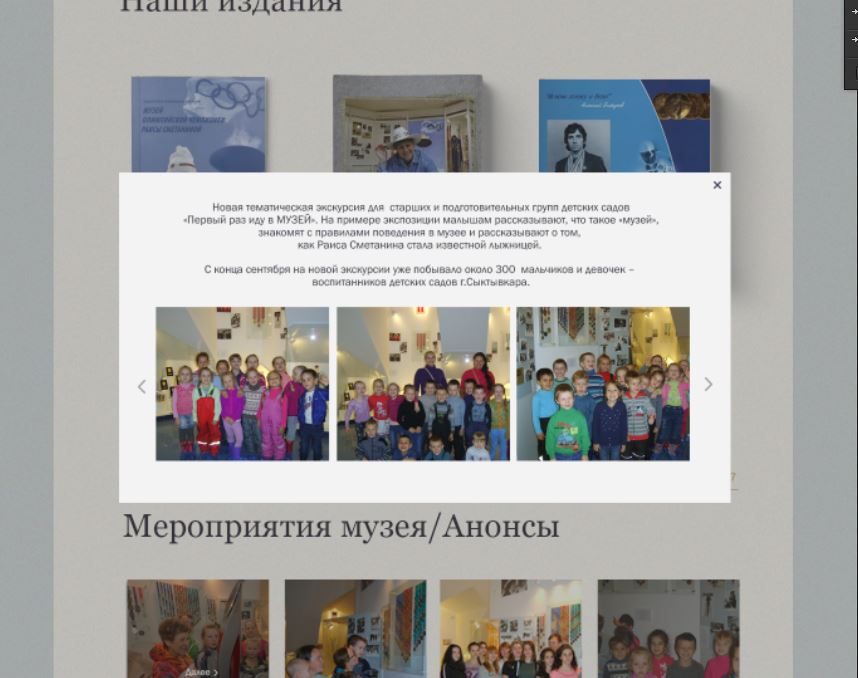 Наши издания
МУЗЕЙ
ОЛИМПИЙСКОЙ ЧЕМПИОНКИ
РАИСЫ СМЕТАНИНОЙ
Новая тематическая экскурсия для старших и подготовительных групп детских садов
«Первый раз иду в МУЗЕЙ». На примере экспозиции малышам рассказывают, что такое «музей»,
знакомят с правилами поведения в музее и рассказывают о том,
как Раиса Сметанина стала известной лыжницей.
С конца сентября на новой экскурсии уже побывало около 300 мальчиков и девочек –
воспитанников детских садов г.Сыктывкара.
7
Мероприятия музея/Анонсы
Далее